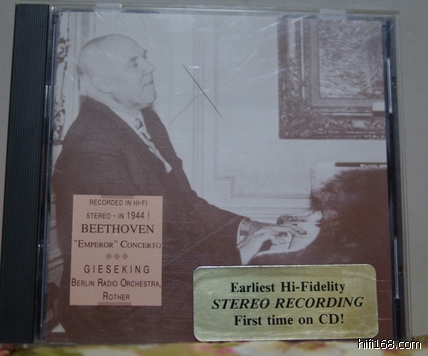 RECORDED IN HI-FI
STEREO - IN 1944 !
BEETHOVEN
"EMPEROR" CONCERTO
GIESEKING
BERLIN RADIO ORCHESTRA,
ROTHER
Earliest Hi-Fidelity
STEREO RECORDING
First time on CD!
hifi168.com